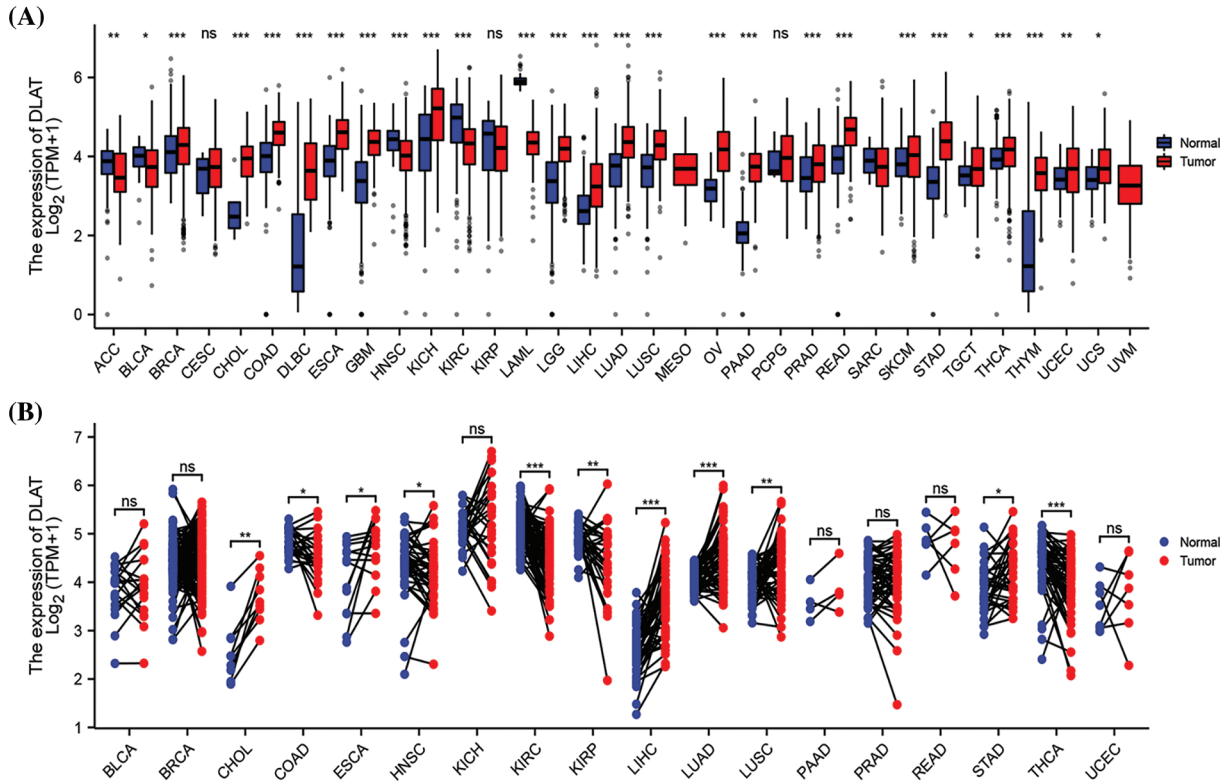 (A)
** * *** ns *** *** *** *** *** *** *** *** ns *** *** *** *** *** *** *** ns *** *** *** *** * *** *** ** *
The expression of DLAT
Log2 (TPM+1)
6
4
2
0
Normal
Tumor
ACC BLCA BRCA CESC CHOL COAD DLBC ESCA GBM HNSC KICH KIRC KIRP LAML LGG LIHC LUAD LUSC MESO OV PAAD PCPG PRAD READ SARC SKCM STAD TGCT THCA THYM UCEC UCS UVM
(B)
ns ns ** * * * ns *** ** *** *** ** ns ns ns * *** ns
The expression of DLAT
Log2 (TPM+1)
7
6
5
4
3
2
1
Normal
Tumor
BLCA BRCA CHOL COAD ESCA HNSC KICH KIRC KIRP LIHC LUAD LUSC PAAD PRAD READ STAD THCA UCEC